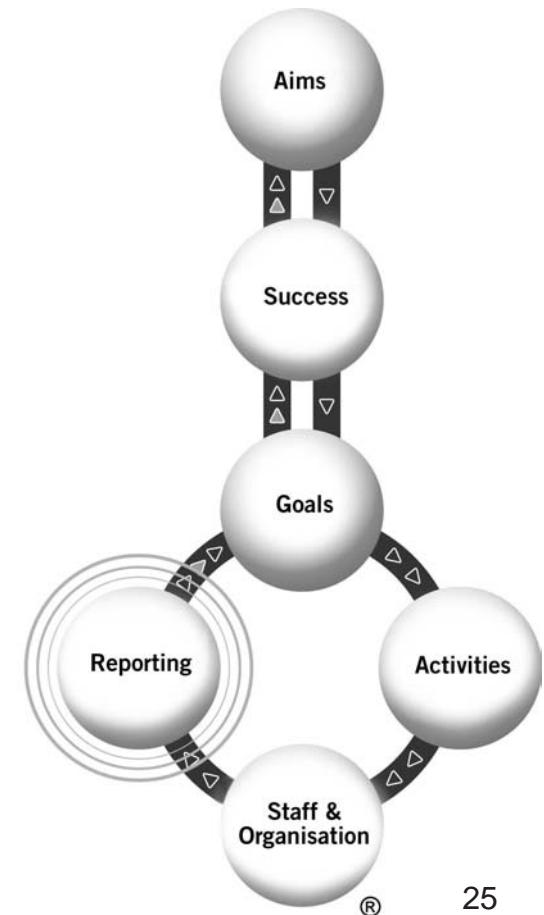 Aims
Success
Goals
Reporting
Activities
Staff &
Organisation
®
25